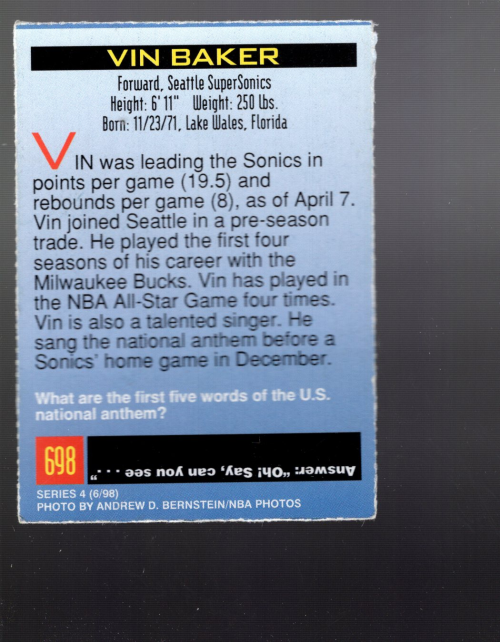 VIN BAKER
Forward, Seattle SuperSonics
Height: 6' 11"   Weight: 250 lbs.
Born: 11/23/71, Lake Wales, Florida
VIN was leading the Sonics in
points per game (19.5) and
rebounds per game (8), as of April 7.
Vin joined Seattle in a pre-season
trade. He played the first four
seasons of his career with the
Milwaukee Bucks. Vin has played in
the NBA All-Star Game four times.
Vin is also a talented singer. He
sang the national anthem before a
Sonics' home game in December.
What are the first five words of the U.S.
national anthem?
698
Answer: "Oh! Say, can you see . . ."
SERIES 4 (6/98)
PHOTO BY ANDREW D. BERNSTEIN/NBA PHOTOS